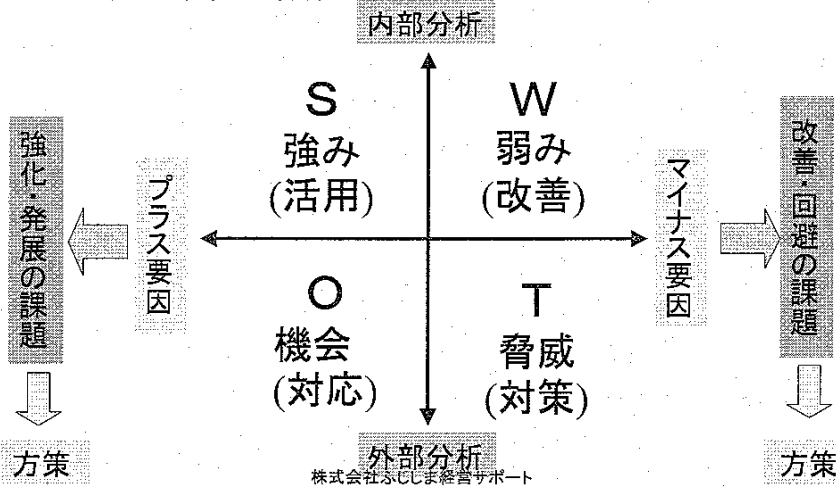 内部分析
S
強み
(活用)
W
弱み
(改善)
強化・発展の課題
プラス要因
マイナス要因
改善・回避の課題
O
機会
(対応)
T
脅威
(対策)
方策
外部分析
株式会社ふじしま経営サポート
方策